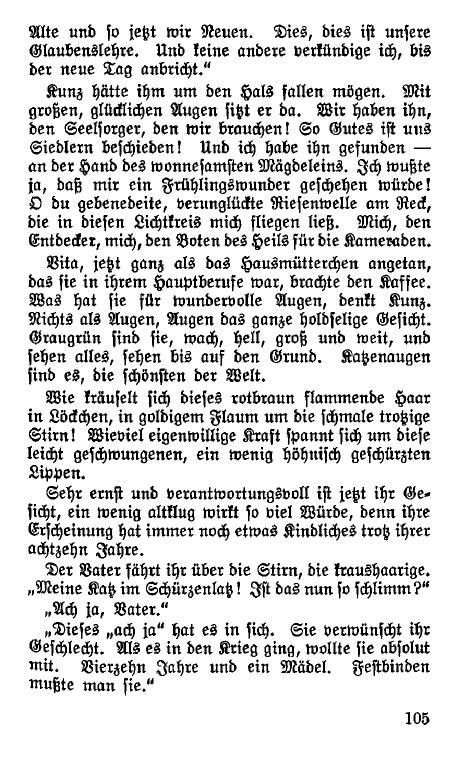 Alte und so jetzt wir Neuen. Dies, dies ist unsere
Glaubenslehre. Und keine andere verkündige ich, bis
der neue Tag anbricht.“
Kunz hätte ihm um den Hals fallen mögen. Mit
großen, glücklichen Augen sitzt er da. Wir haben ihn,
den Seelsorger, den wir brauchen! So Gutes ist uns
Siedlern beschieden! Und ich habe ihn gefunden —
an der Hand des wonnesamsten Mägdeleins. Ich wußte
ja, daß mir ein Frühlingswunder geschehen würde!
O du gebenedeite, verunglückte Riesenwelle am Reck,
die in diesen Lichtkreis mich fliegen ließ. Mich, den
Entdecker, mich, den Boten des Heils für die Kameraden.
Vita, jetzt ganz als das Hausmütterchen angetan,
das sie in ihrem Hauptberufe war, brachte den Kaffee.
Was hat sie für wundervolle Augen, denkt Kunz.
Nichts als Augen, Augen das ganze holdselige Gesicht.
Graugrün sind sie, wach, hell, groß und weit, und
sehen alles, sehen bis auf den Grund. Katzenaugen
sind es, die schönsten der Welt.
Wie kräuselt sich dieses rotbraun flammende Haar
in Löckchen, in goldigem Flaum um die schmale trotzige
Stirn! Wieviel eigenwillige Kraft spannt sich um diese
leicht geschwungenen, ein wenig höhnisch geschürzten
Lippen.
Sehr ernst und verantwortungsvoll ist jetzt ihr Ge-
sicht, ein wenig altklug wirkt so viel Würde, denn ihre
Erscheinung hat immer noch etwas Kindliches trotz ihrer
achtzehn Jahre.
Der Vater fährt ihr über die Stirn, die kraushaarige.
„Meine Katz im Schürzenlatz! Ist das nun so schlimm?“
„Ach ja, Vater.“
„Dieses „ach ja“ hat es in sich. Sie verwünscht ihr
Geschlecht. Als es in den Krieg ging, wollte sie absolut
mit. Vierzehn Jahre und ein Mädel. Festbinden
mußte man sie.“
105